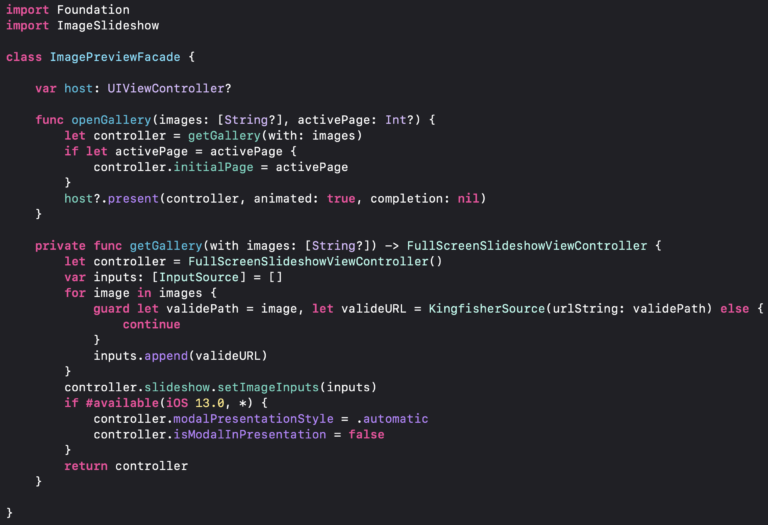 import Foundation
import ImageSlideshow
class ImagePreviewFacade {
var host: UIViewController?
func openGallery(images: [String?], activePage: Int?) {
let controller = getGallery(with: images)
if let activePage = activePage {
controller.initialPage = activePage
}
host?.present(controller, animated: true, completion: nil)
}
private func getGallery(with images: [String?]) -> FullScreenSlideshowViewController {
let controller = FullScreenSlideshowViewController()
var inputs: [InputSource] = []
for image in images {
guard let validePath = image, let valideURL = KingfisherSource(urlString: validePath) else {
continue
}
inputs.append(valideURL)
}
controller.slideshow.setImageInputs(inputs)
if #available(iOS 13.0, *) {
controller.modalPresentationStyle = .automatic
controller.isModalInPresentation = false
}
return controller
}
}